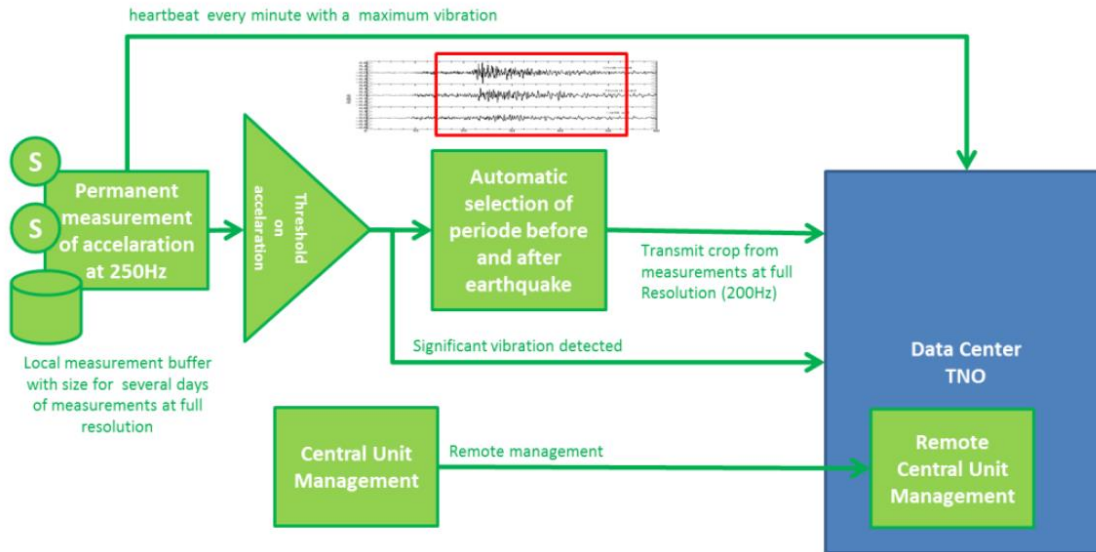 heartbeat every minute with a  maximum vibration
S
S
Permanent
measurement
of accelaration
at 250Hz
Threshold
on
accelaration
Automatic
selection of
periode before
and after
earthquake
Transmit crop from
measurements at full
Resolution (200Hz)
Significant vibration detected
Local measurement buffer
with size for  several days
of measurements at full
resolution
Data Center
TNO
Central Unit
Management
Remote management
Remote
Central Unit
Management